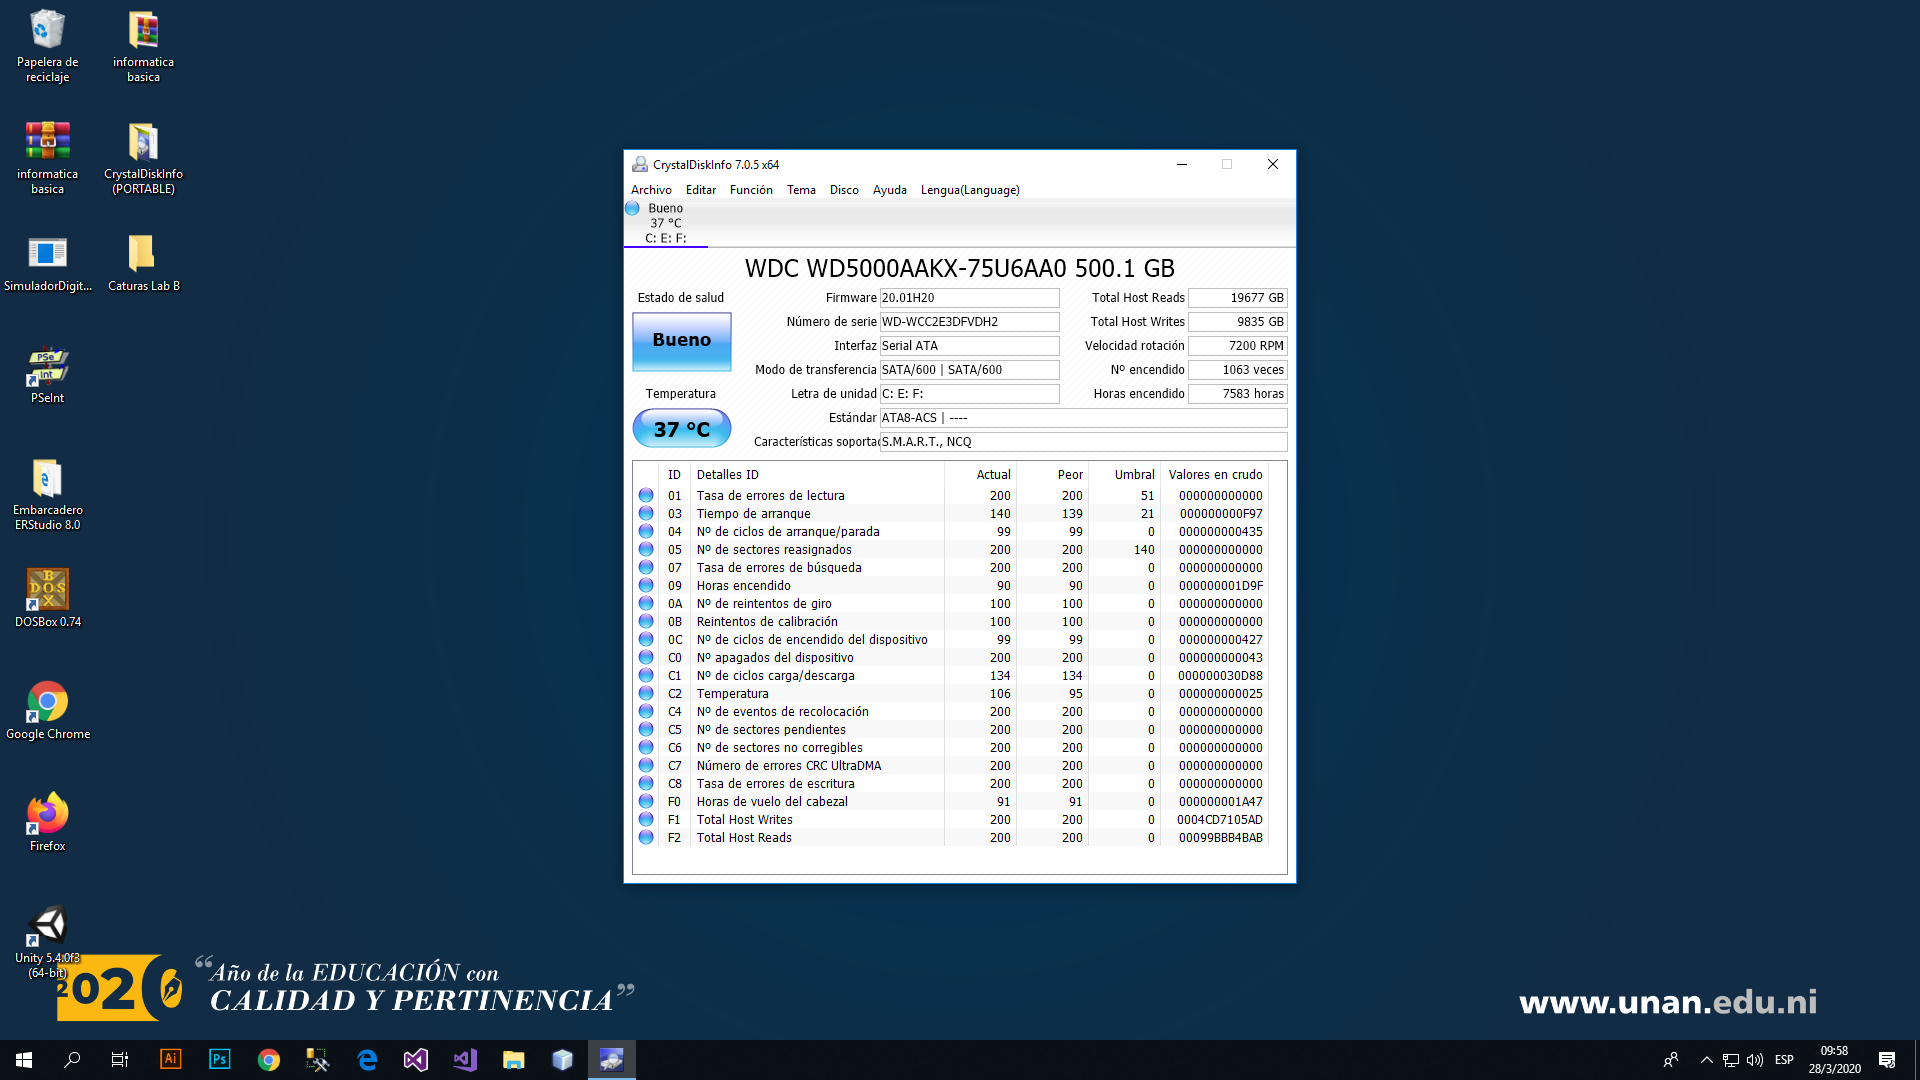 Papelera de
reciclaje
informatica
basica
informatica
basica
CrystalDiskInfo
(PORTABLE)
SimuladorDigit...
Caturas Lab B
PSeInt
Embarcadero
ERStudio 8.0
DOSBox 0.74
Google Chrome
Firefox
Unity 5.4.0f3
(64-bit)
CrystalDiskInfo 7.0.5 x64
Archivo Editar Función Tema Disco Ayuda Lengua(Language)
Bueno
37 °C
C: E: F:
WDC WD5000AAKX-75U6AA0 500.1 GB
Estado de salud
Bueno
Temperatura
37 °C
Firmware 20.01H20
Número de serie WD-WCC2E3DFVDH2
Interfaz Serial ATA
Modo de transferencia SATA/600 | SATA/600
Letra de unidad C: E: F:
Estándar ATA8-ACS | ----
Características soportad S.M.A.R.T., NCQ
Total Host Reads 19677 GB
Total Host Writes 9835 GB
Velocidad rotación 7200 RPM
Nº encendido 1063 veces
Horas encendido 7583 horas
ID Detalles ID Actual Peor Umbral Valores en crudo
01 Tasa de errores de lectura 200 200 51 000000000000
03 Tiempo de arranque 140 139 21 000000000F97
04 Nº de ciclos de arranque/parada 99 99 0 000000000435
05 Nº de sectores reasignados 200 200 140 000000000000
07 Tasa de errores de búsqueda 200 200 0 000000000000
09 Horas encendido 90 90 0 000000001D9F
0A Nº de reintentos de giro 100 100 0 000000000000
0B Reintentos de calibración 100 100 0 000000000000
0C Nº de ciclos de encendido del dispositivo 99 99 0 000000000427
C0 Nº apagados del dispositivo 200 200 0 000000000043
C1 Nº de ciclos carga/descarga 134 134 0 000000030D88
C2 Temperatura 106 95 0 000000000025
C4 Nº de eventos de recolocación 200 200 0 000000000000
C5 Nº de sectores pendientes 200 200 0 000000000000
C6 Nº de sectores no corregibles 200 200 0 000000000000
C7 Número de errores CRC UltraDMA 200 200 0 000000000000
C8 Tasa de errores de escritura 200 200 0 000000000000
F0 Horas de vuelo del cabezal 91 91 0 000000001A47
F1 Total Host Writes 200 200 0 0004CD7105AD
F2 Total Host Reads 200 200 0 00099BBB4BAB
2020
“Año de la EDUCACIÓN con
CALIDAD Y PERTINENCIA”
www.unan.edu.ni
Ai
Ps
ESP
09:58
28/3/2020